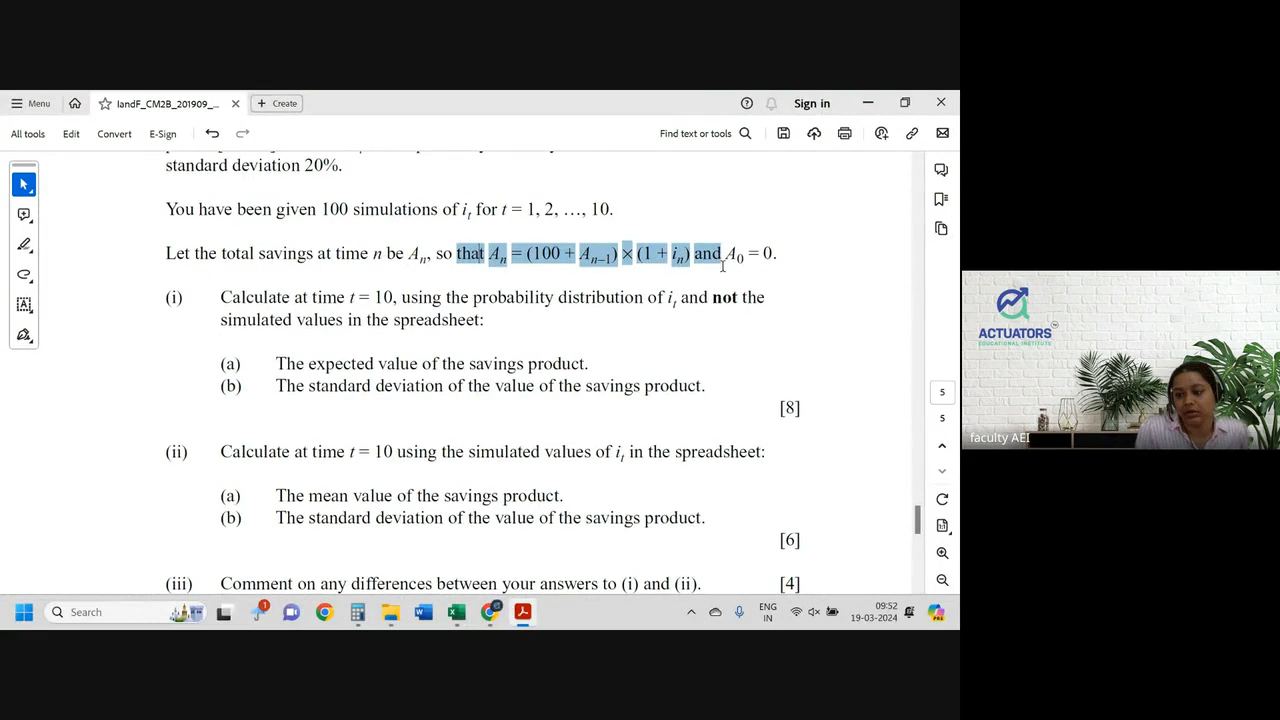 Menu
IandF_CM2B_201909_...
Create
Sign in
All tools
Edit
Convert
E-Sign
Find text or tools
standard deviation 20%.
You have been given 100 simulations of i_t for t = 1, 2, …, 10.
Let the total savings at time n be A_n, so that A_n = (100 + A_{n−1}) × (1 + i_n) and A_0 = 0.
(i) Calculate at time t = 10, using the probability distribution of i_t and not the
simulated values in the spreadsheet:
(a) The expected value of the savings product.
(b) The standard deviation of the value of the savings product.
[8]
(ii) Calculate at time t = 10 using the simulated values of i_t in the spreadsheet:
(a) The mean value of the savings product.
(b) The standard deviation of the value of the savings product.
[6]
(iii) Comment on any differences between your answers to (i) and (ii). [4]
5
5
Search
1
ENG
IN
09:52
19-03-2024
ACTUATORS
EDUCATIONAL INSTITUTE
faculty AEI